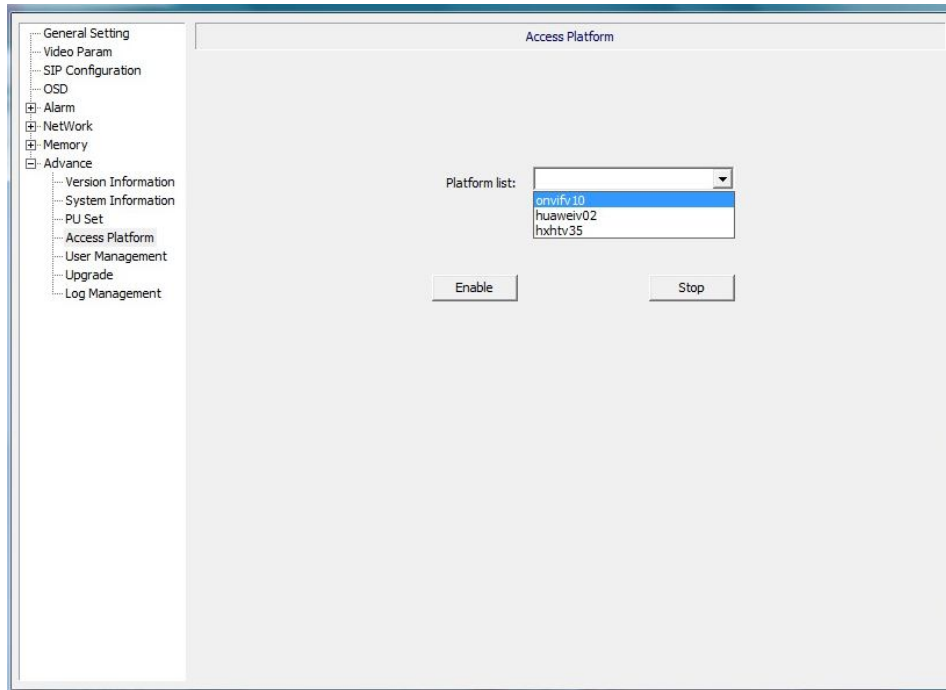 General Setting
Video Param
SIP Configuration
OSD
Alarm
NetWork
Memory
Advance
Version Information
System Information
PU Set
Access Platform
User Management
Upgrade
Log Management
Access Platform
Platform list:
onvifv10
huaweiv02
hxhtv35
Enable
Stop